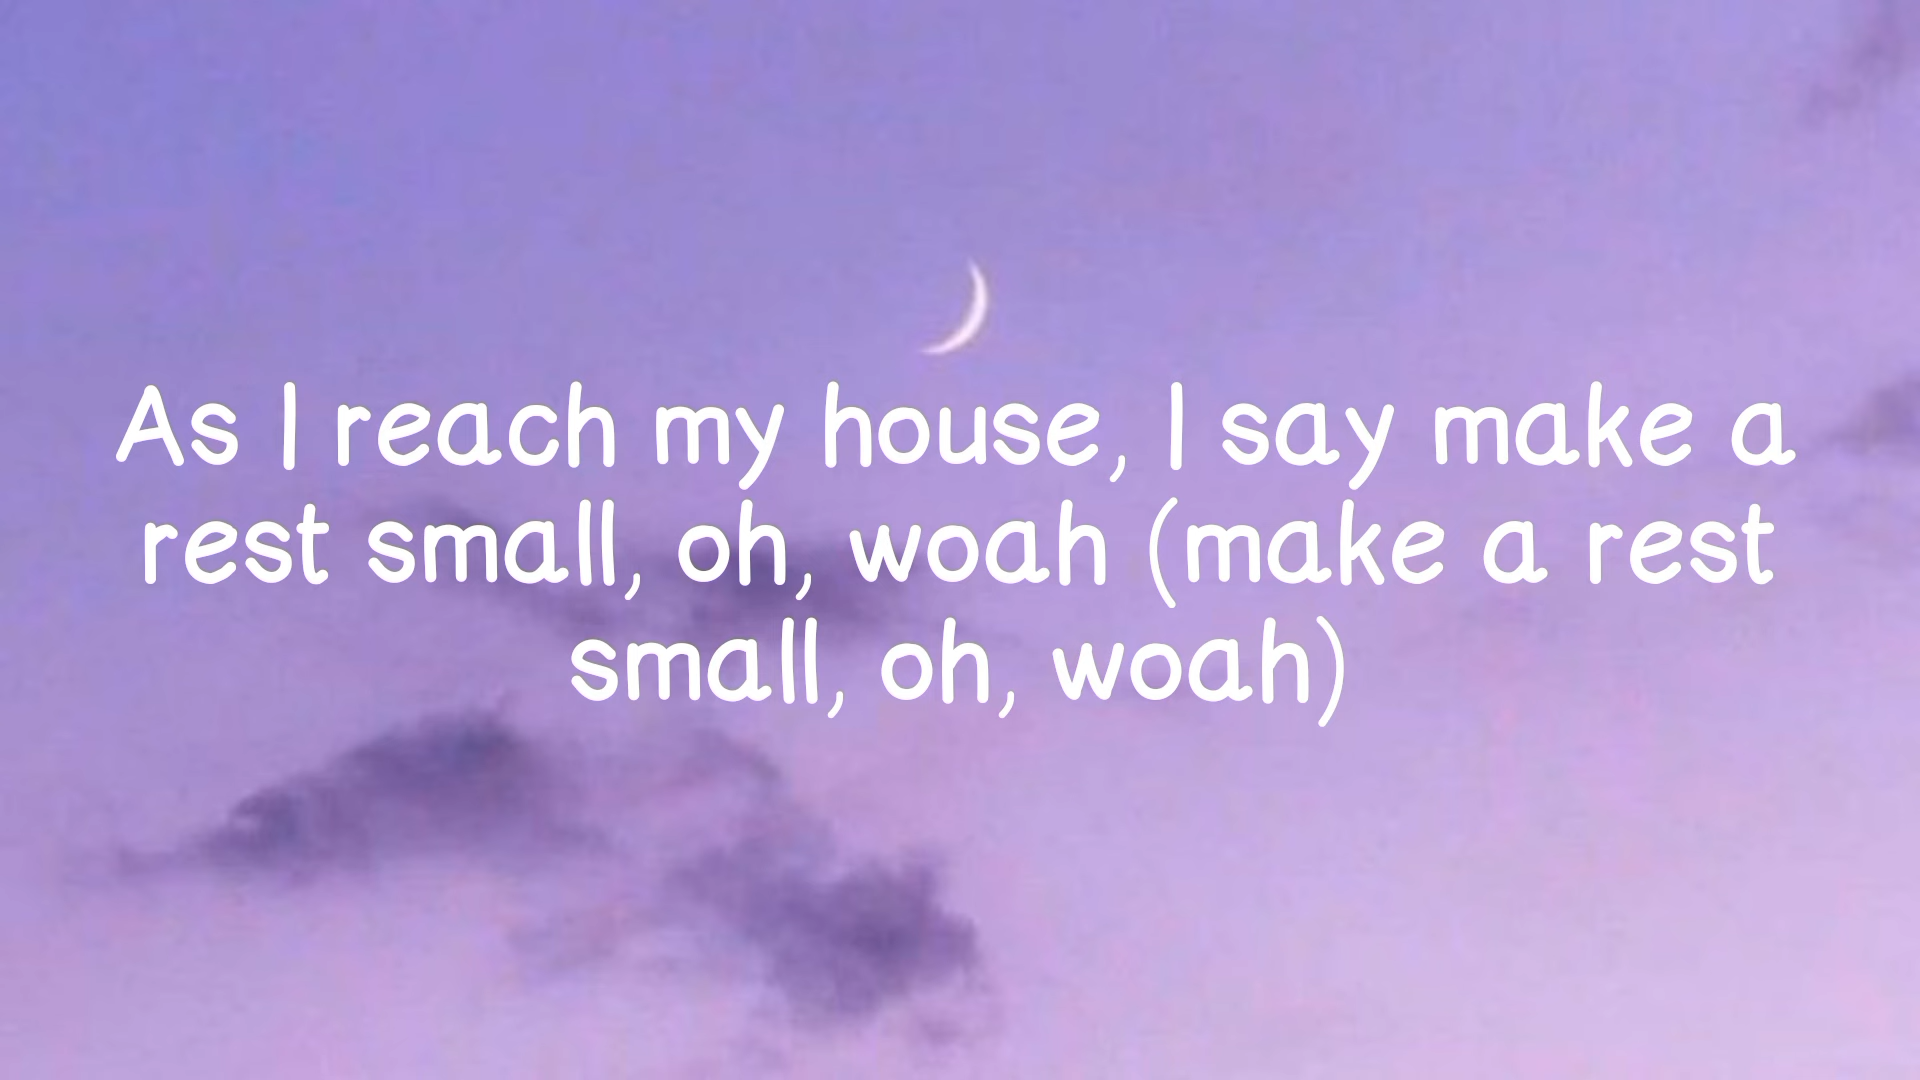 As I reach my house, I say make a
rest small, oh, woah (make a rest
small, oh, woah)